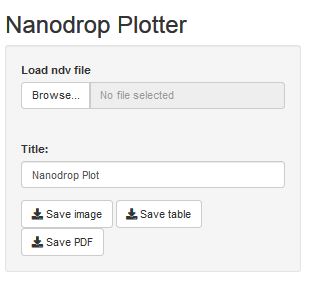 Nanodrop Plotter
Load ndv file
Browse... No file selected
Title:
Nanodrop Plot
Save image Save table
Save PDF